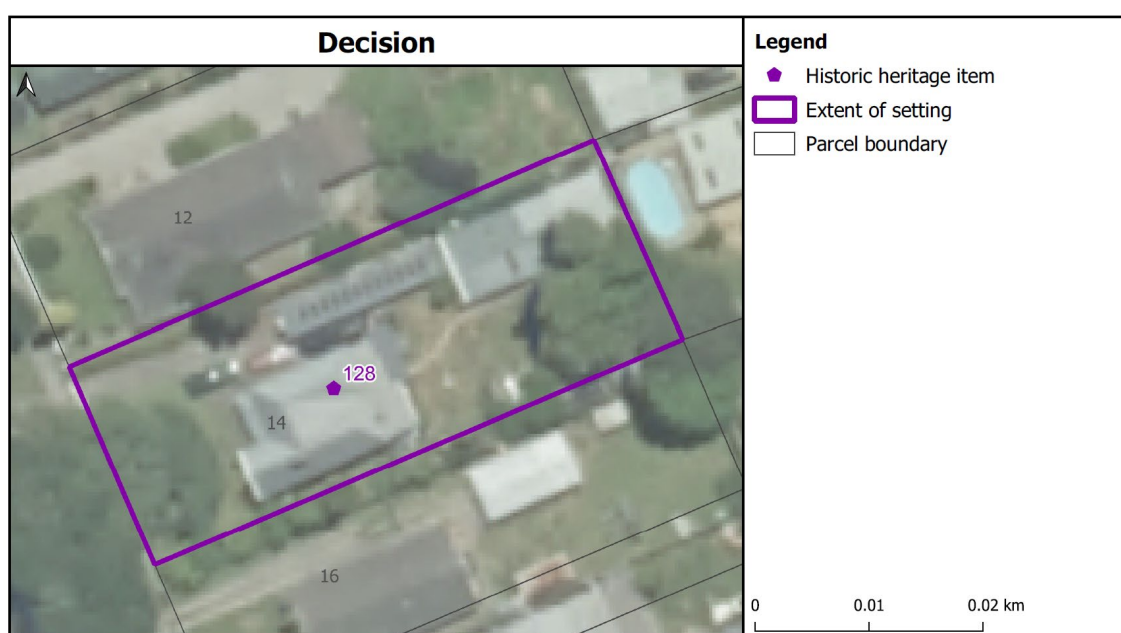 Decision
Legend
Historic heritage item
Extent of setting
Parcel boundary
12
128
14
16
0 0.01 0.02 km